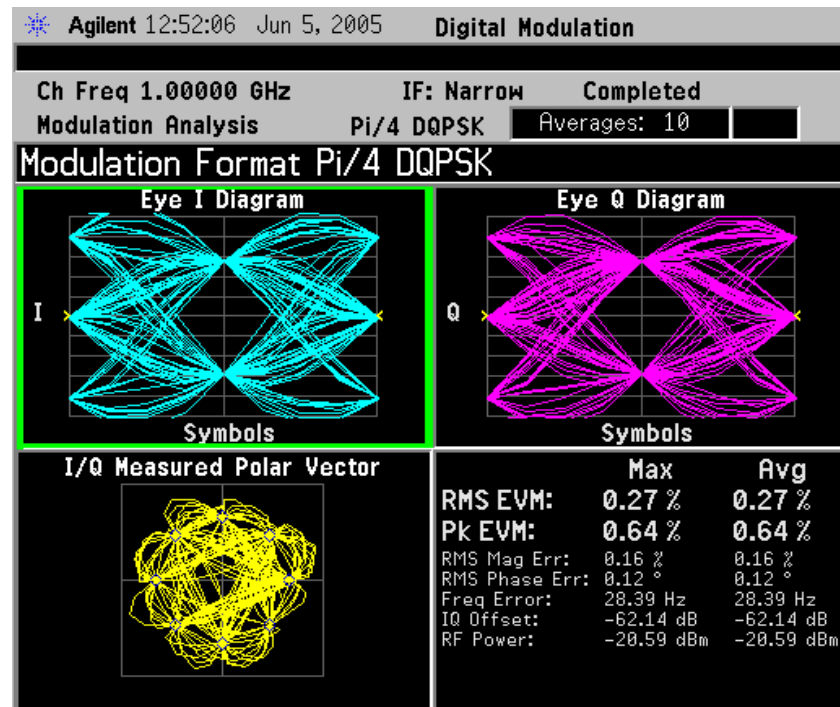 Agilent 12:52:06 Jun 5, 2005 Digital Modulation
Ch Freq 1.00000 GHz IF: Narrow Completed
Modulation Analysis Pi/4 DQPSK Averages: 10
Modulation Format Pi/4 DQPSK
Eye I Diagram
I
Symbols
Eye Q Diagram
Q
Symbols
I/Q Measured Polar Vector
Max Avg
RMS EVM: 0.27 % 0.27 %
Pk EVM: 0.64 % 0.64 %
RMS Mag Err: 0.16 % 0.16 %
RMS Phase Err: 0.12 ° 0.12 °
Freq Error: 28.39 Hz 28.39 Hz
IQ Offset: -62.14 dB -62.14 dB
RF Power: -20.59 dBm -20.59 dBm